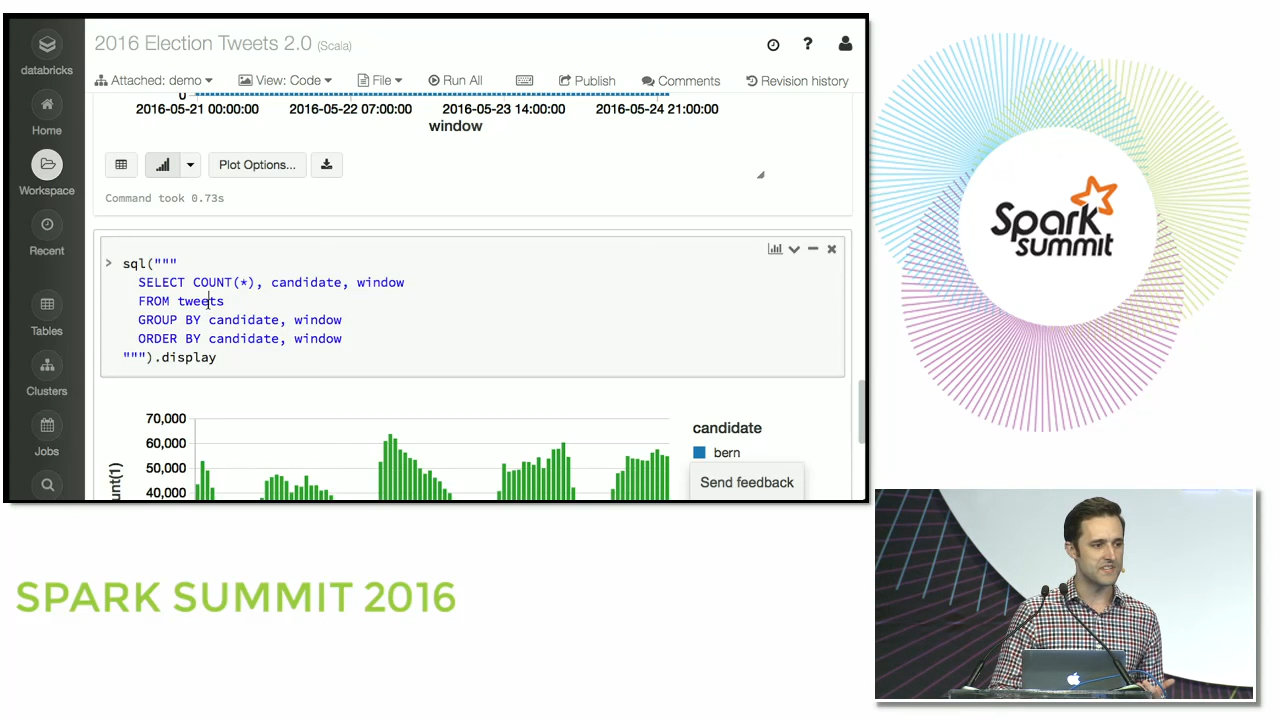 databricks
Home
Workspace
Recent
Tables
Clusters
Jobs
2016 Election Tweets 2.0 (Scala)
Attached: demo
View: Code
File
Run All
Publish
Comments
Revision history
0
2016-05-21 00:00:00
2016-05-22 07:00:00
2016-05-23 14:00:00
2016-05-24 21:00:00
window
Plot Options...
Command took 0.73s
> sql("""
SELECT COUNT(*), candidate, window
FROM tweets
GROUP BY candidate, window
ORDER BY candidate, window
""").display
70,000
60,000
50,000
40,000
candidate
bern
Send feedback
Spark
summit
SPARK SUMMIT 2016